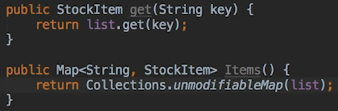 public StockItem get(String key) {
return list.get(key);
}
public Map<String, StockItem> Items() {
return Collections.unmodifiableMap(list);
}